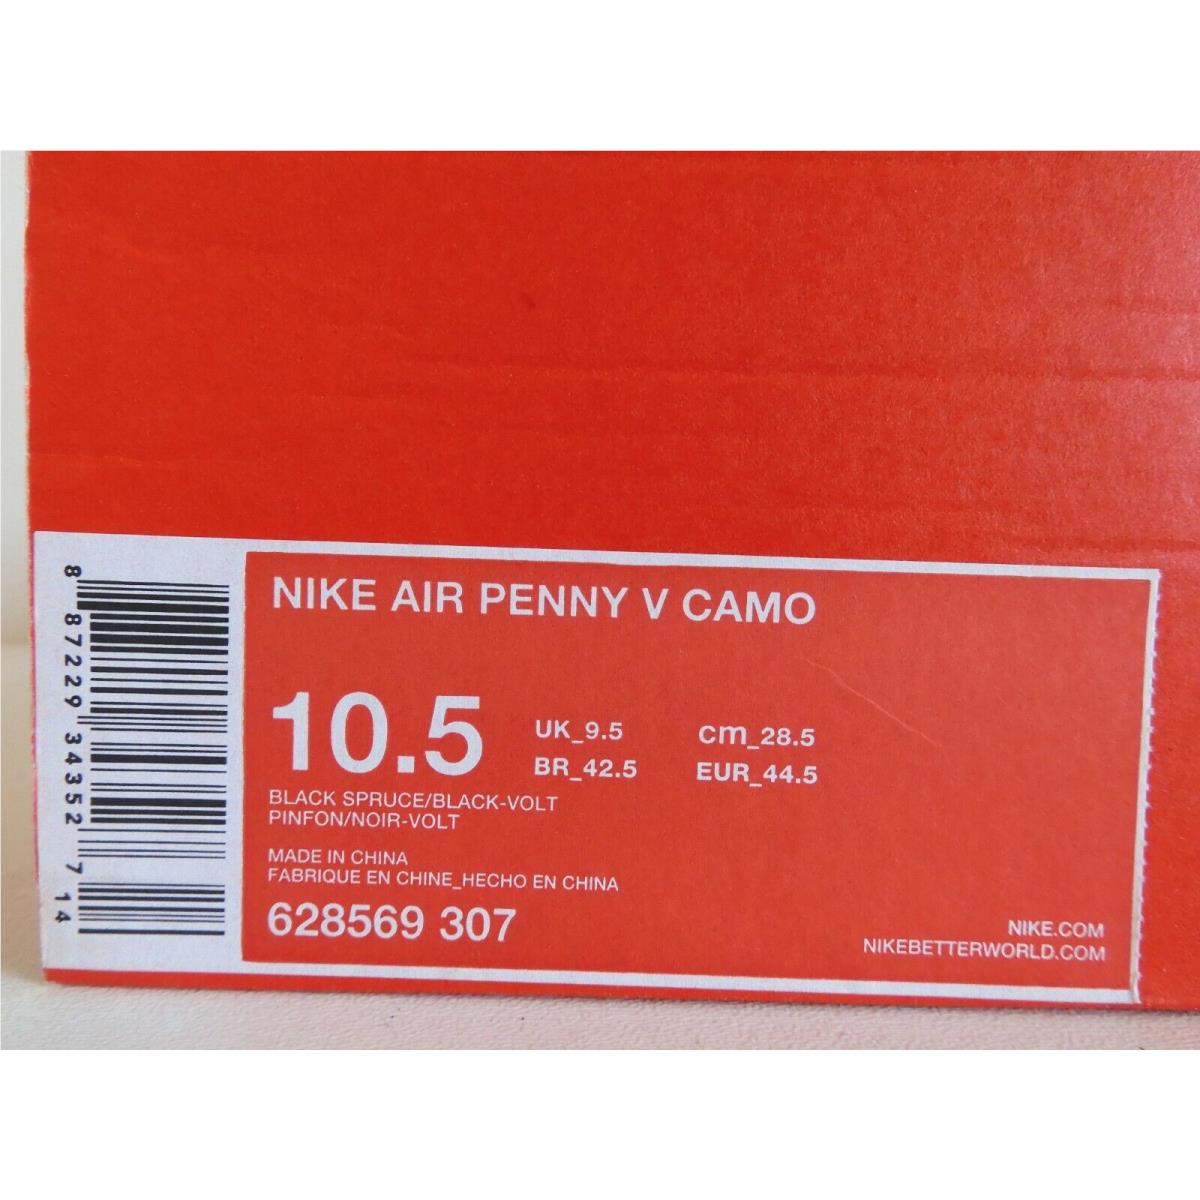 NIKE AIR PENNY V CAMO
10.5
UK_9.5
cm_28.5
BR_42.5
EUR_44.5
BLACK SPRUCE/BLACK-VOLT
PINFON/NOIR-VOLT
MADE IN CHINA
FABRIQUE EN CHINE_HECHO EN CHINA
628569 307
NIKE.COM
NIKEBETTERWORLD.COM
8 87229 34352 7 14